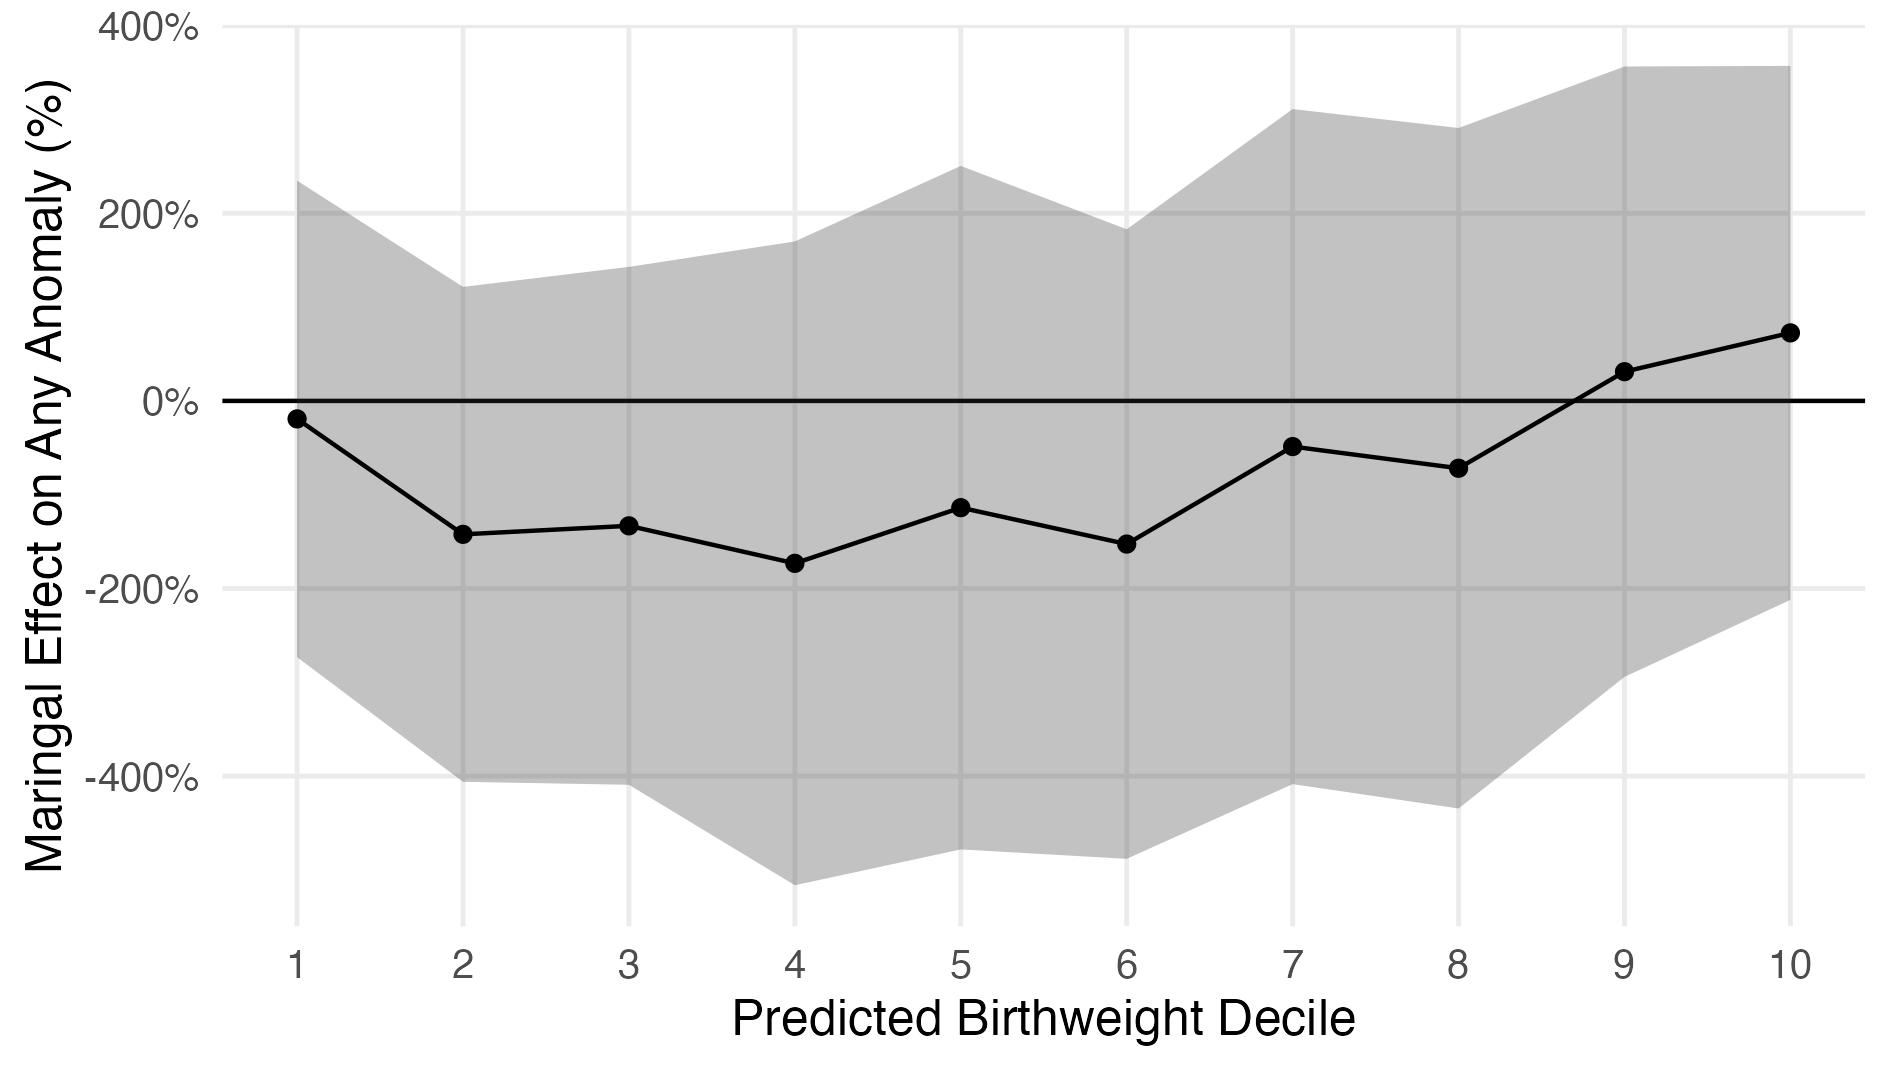 Maringal Effect on Any Anomaly (%)
400%
200%
0%
-200%
-400%
1 2 3 4 5 6 7 8 9 10
Predicted Birthweight Decile